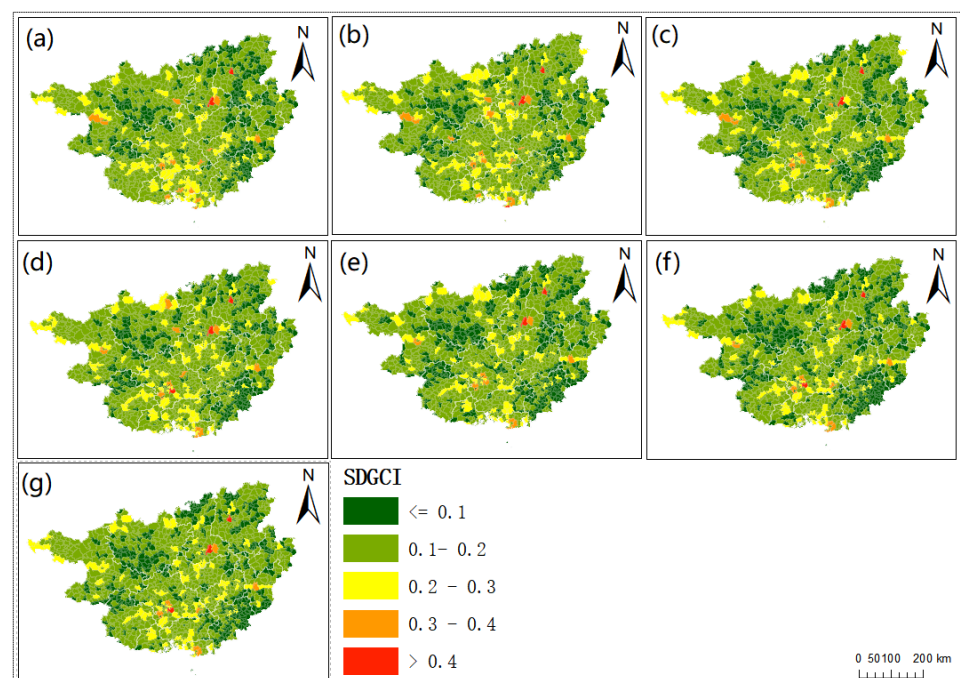 (a) N
(b) N
(c) N
(d) N
(e) N
(f) N
(g) N
SDGCI
<= 0.1
0.1- 0.2
0.2 - 0.3
0.3 - 0.4
> 0.4
0 50100 200 km